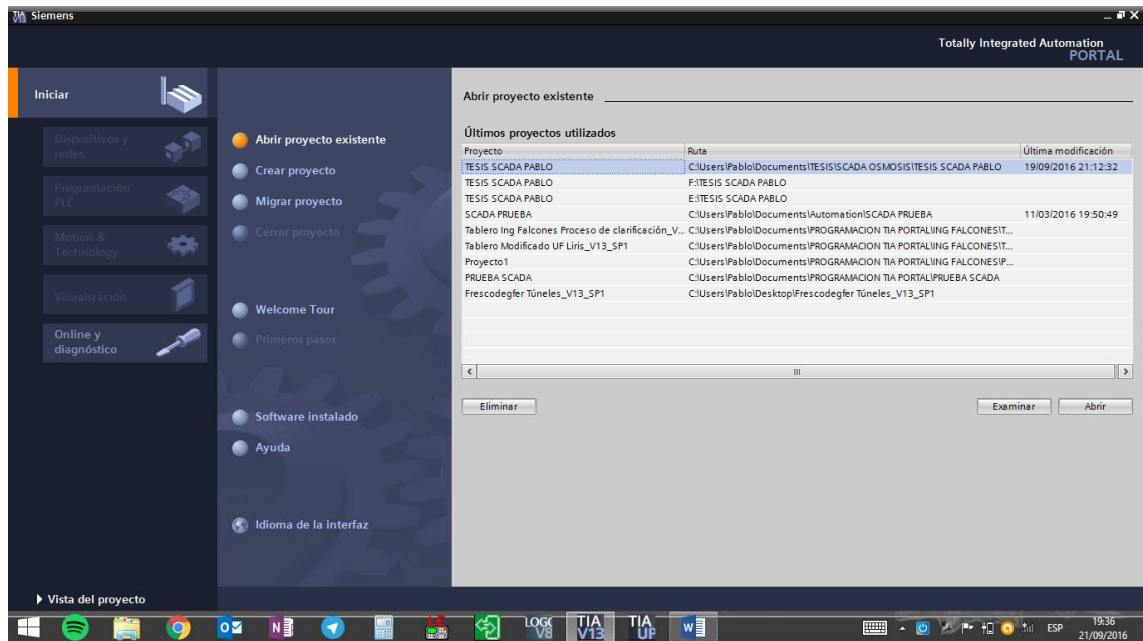 Siemens
Totally Integrated Automation
PORTAL
Iniciar
Dispositivos y
redes
Programación
PLC
Motion &
Technology
Visualización
Online y
diagnóstico
Vista del proyecto
Abrir proyecto existente
Crear proyecto
Migrar proyecto
Cerrar proyecto
Welcome Tour
Primeros pasos
Software instalado
Ayuda
Idioma de la interfaz
Abrir proyecto existente
Últimos proyectos utilizados
Proyecto Ruta Última modificación
TESIS SCADA PABLO C:\Users\Pablo\Documents\TESIS\SCADA OSMOSIS\TESIS SCADA PABLO 19/09/2016 21:12:32
TESIS SCADA PABLO F:\TESIS SCADA PABLO
TESIS SCADA PABLO E:\TESIS SCADA PABLO
SCADA PRUEBA C:\Users\Pablo\Documents\Automation\SCADA PRUEBA 11/03/2016 19:50:49
Tablero Ing Falcones Proceso de clarificación_V... C:\Users\Pablo\Documents\PROGRAMACION TIA PORTAL\ING FALCONES\T...
Tablero Modificado UF Liris_V13_SP1 C:\Users\Pablo\Documents\PROGRAMACION TIA PORTAL\ING FALCONES\T...
Proyecto1 C:\Users\Pablo\Documents\PROGRAMACION TIA PORTAL\ING FALCONES\P...
PRUEBA SCADA C:\Users\Pablo\Documents\PROGRAMACION TIA PORTAL\PRUEBA SCADA
Frescodegfer Túneles_V13_SP1 C:\Users\Pablo\Desktop\Frescodegfer Túneles_V13_SP1
Eliminar Examinar Abrir
TIA V13
TIA UP
ESP
19:36
21/09/2016